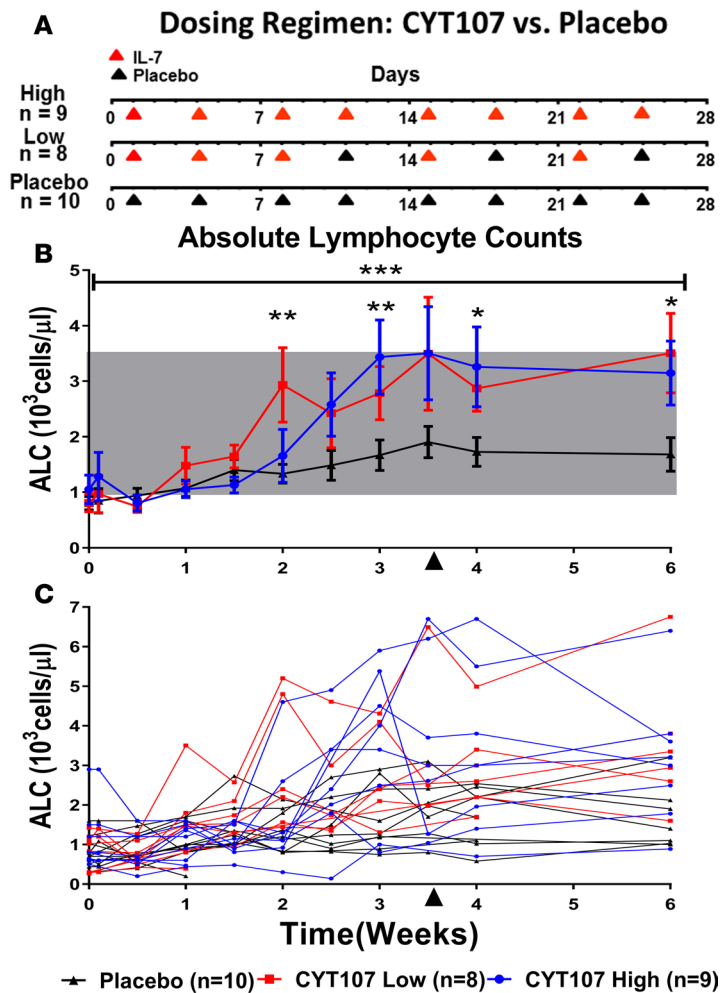 A Dosing Regimen: CYT107 vs. Placebo
IL-7
Placebo
Days
High
n = 9
0 7 14 21 28
Low
n = 8
0 7 14 21 28
Placebo
n = 10
0 7 14 21 28
B Absolute Lymphocyte Counts
***
** ** * *
ALC (10³cells/µl)
5
4
3
2
1
0
0 1 2 3 4 5 6
C
ALC (10³cells/µl)
7
6
5
4
3
2
1
0
0 1 2 3 4 5 6
Time(Weeks)
Placebo (n=10) CYT107 Low (n=8) CYT107 High (n=9)